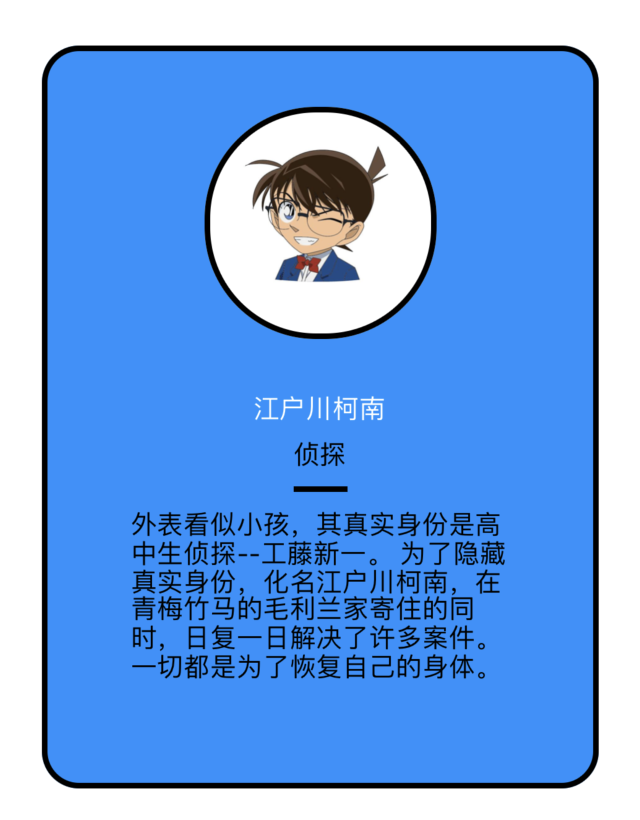 江户川柯南
侦探
外表看似小孩，其真实身份是高
中生侦探--工藤新一。 为了隐藏
真实身份，化名江户川柯南，在
青梅竹马的毛利兰家寄住的同
时，日复一日解决了许多案件。
一切都是为了恢复自己的身体。